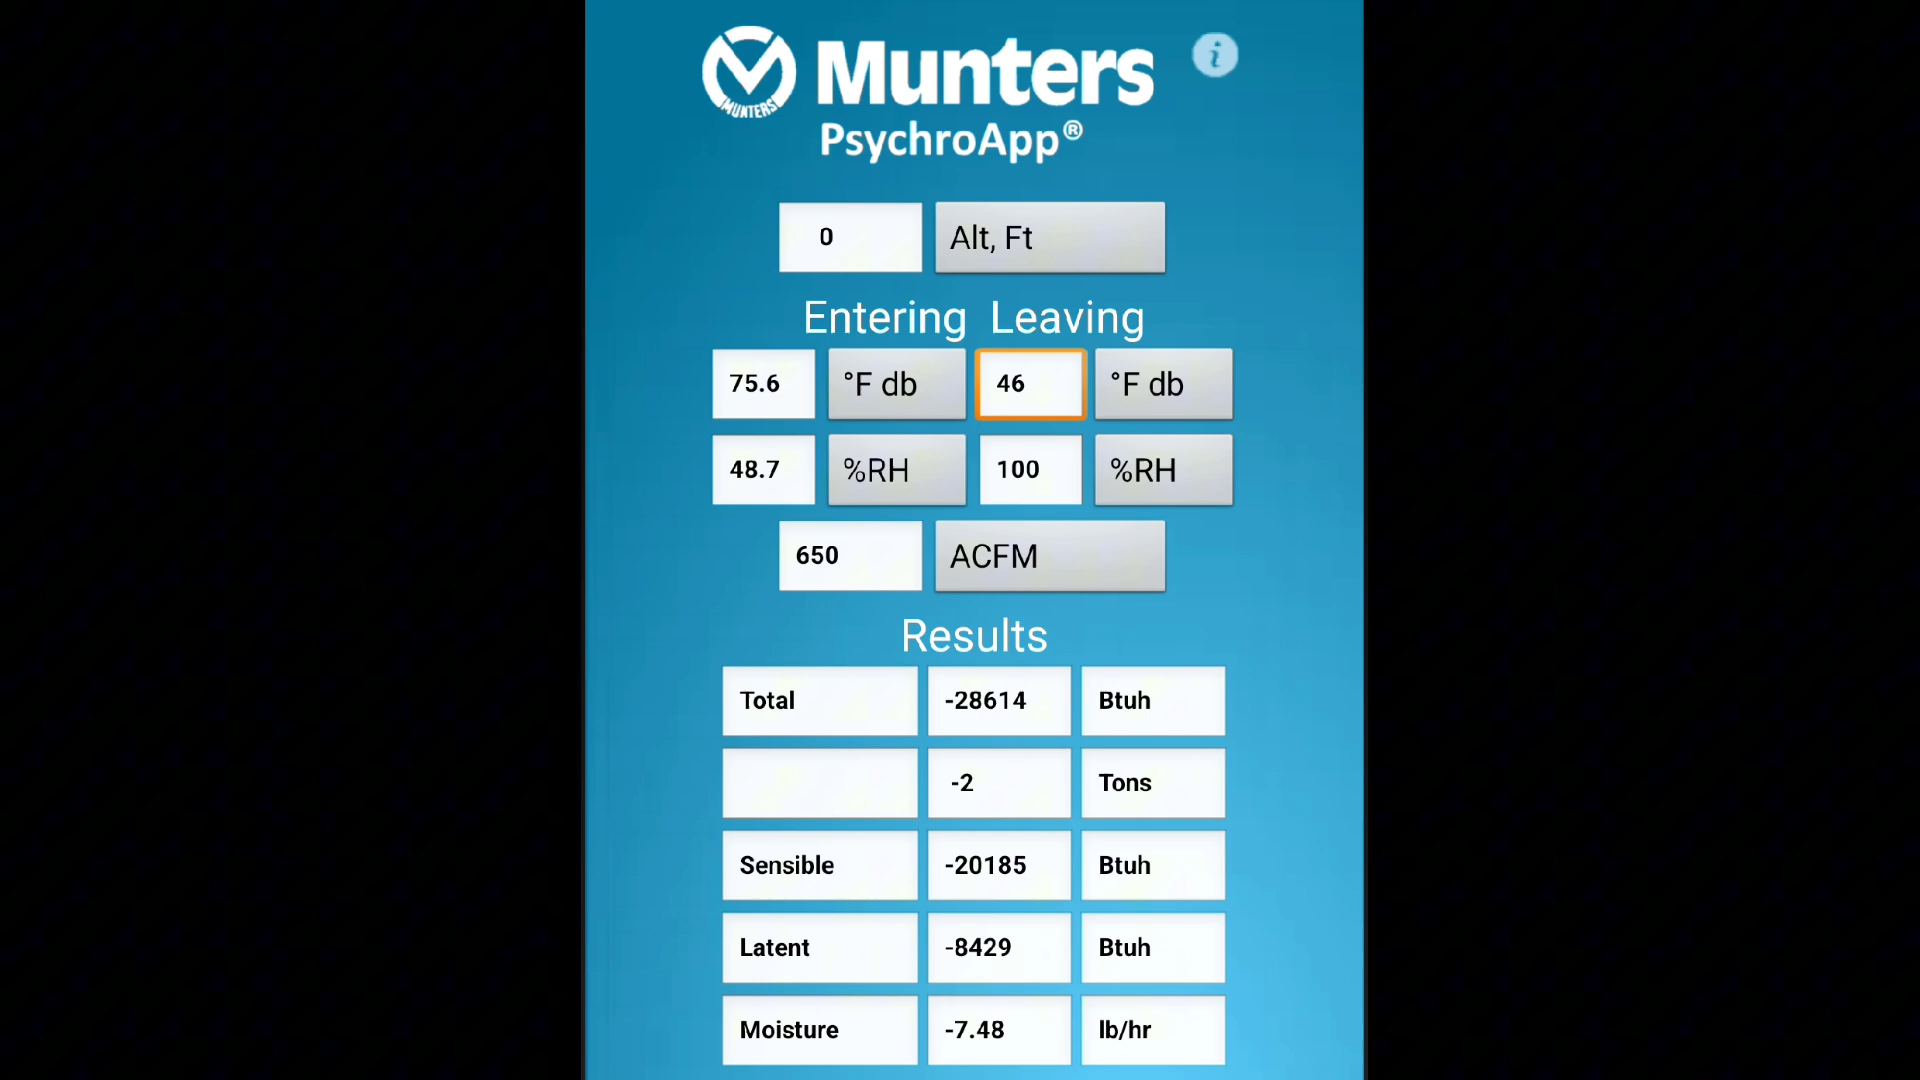 MUNTERS
Munters
i
PsychroApp®
0 Alt, Ft
Entering Leaving
75.6 °F db 46 °F db
48.7 %RH 100 %RH
650 ACFM
Results
Total -28614 Btuh
-2 Tons
Sensible -20185 Btuh
Latent -8429 Btuh
Moisture -7.48 lb/hr